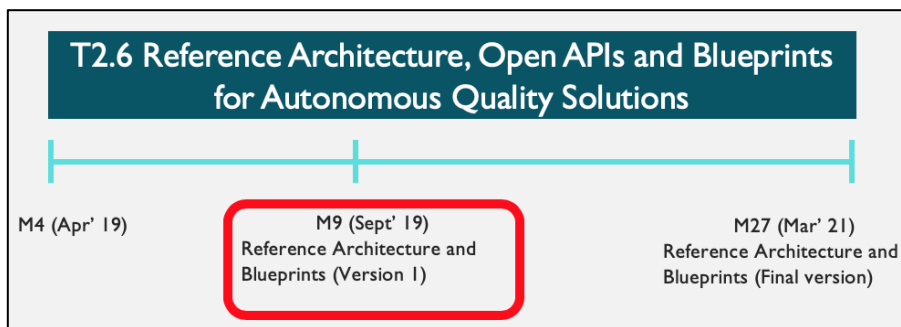 T2.6 Reference Architecture, Open APIs and Blueprints
for Autonomous Quality Solutions
M4 (Apr' 19)
M9 (Sept' 19)
Reference Architecture and
Blueprints (Version 1)
M27 (Mar' 21)
Reference Architecture and
Blueprints (Final version)